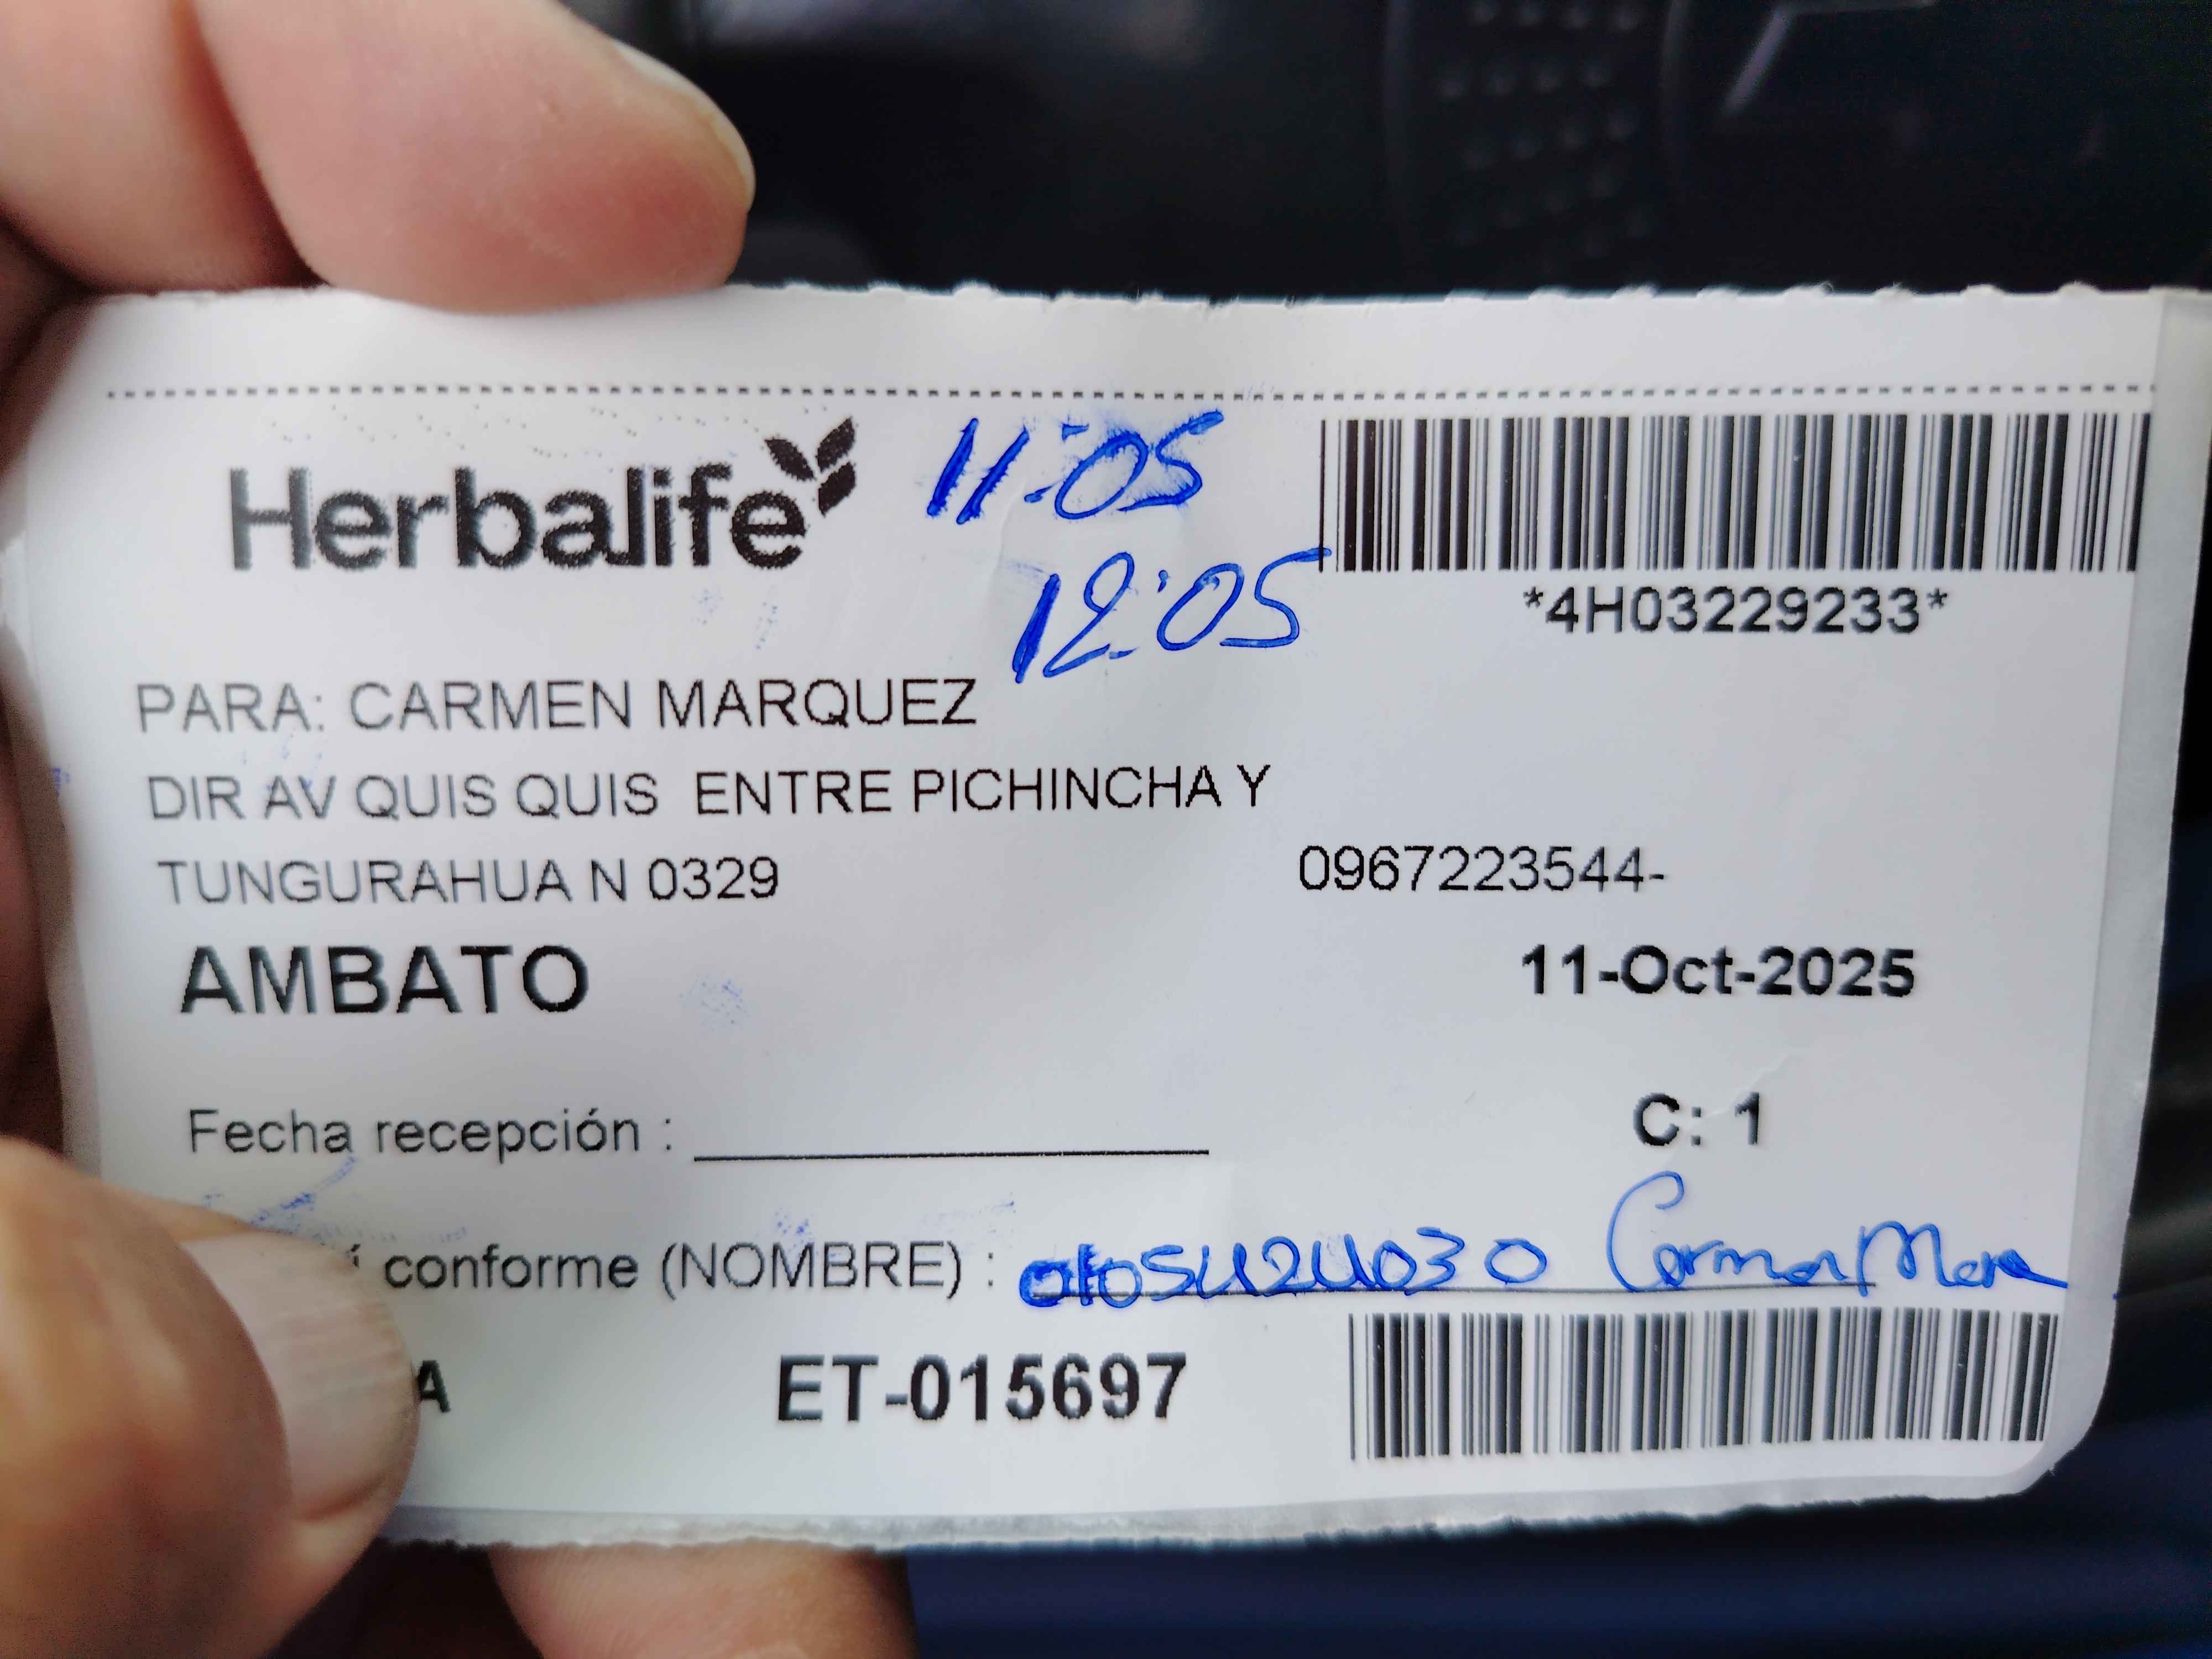 Herbalife
11:05
12:05
*4H03229233*
PARA: CARMEN MARQUEZ
DIR AV QUIS QUIS ENTRE PICHINCHA Y
TUNGURAHUA N 0329
0967223544-
AMBATO
11-Oct-2025
Fecha recepción :
C: 1
conforme (NOMBRE) : Carmen
A
ET-015697